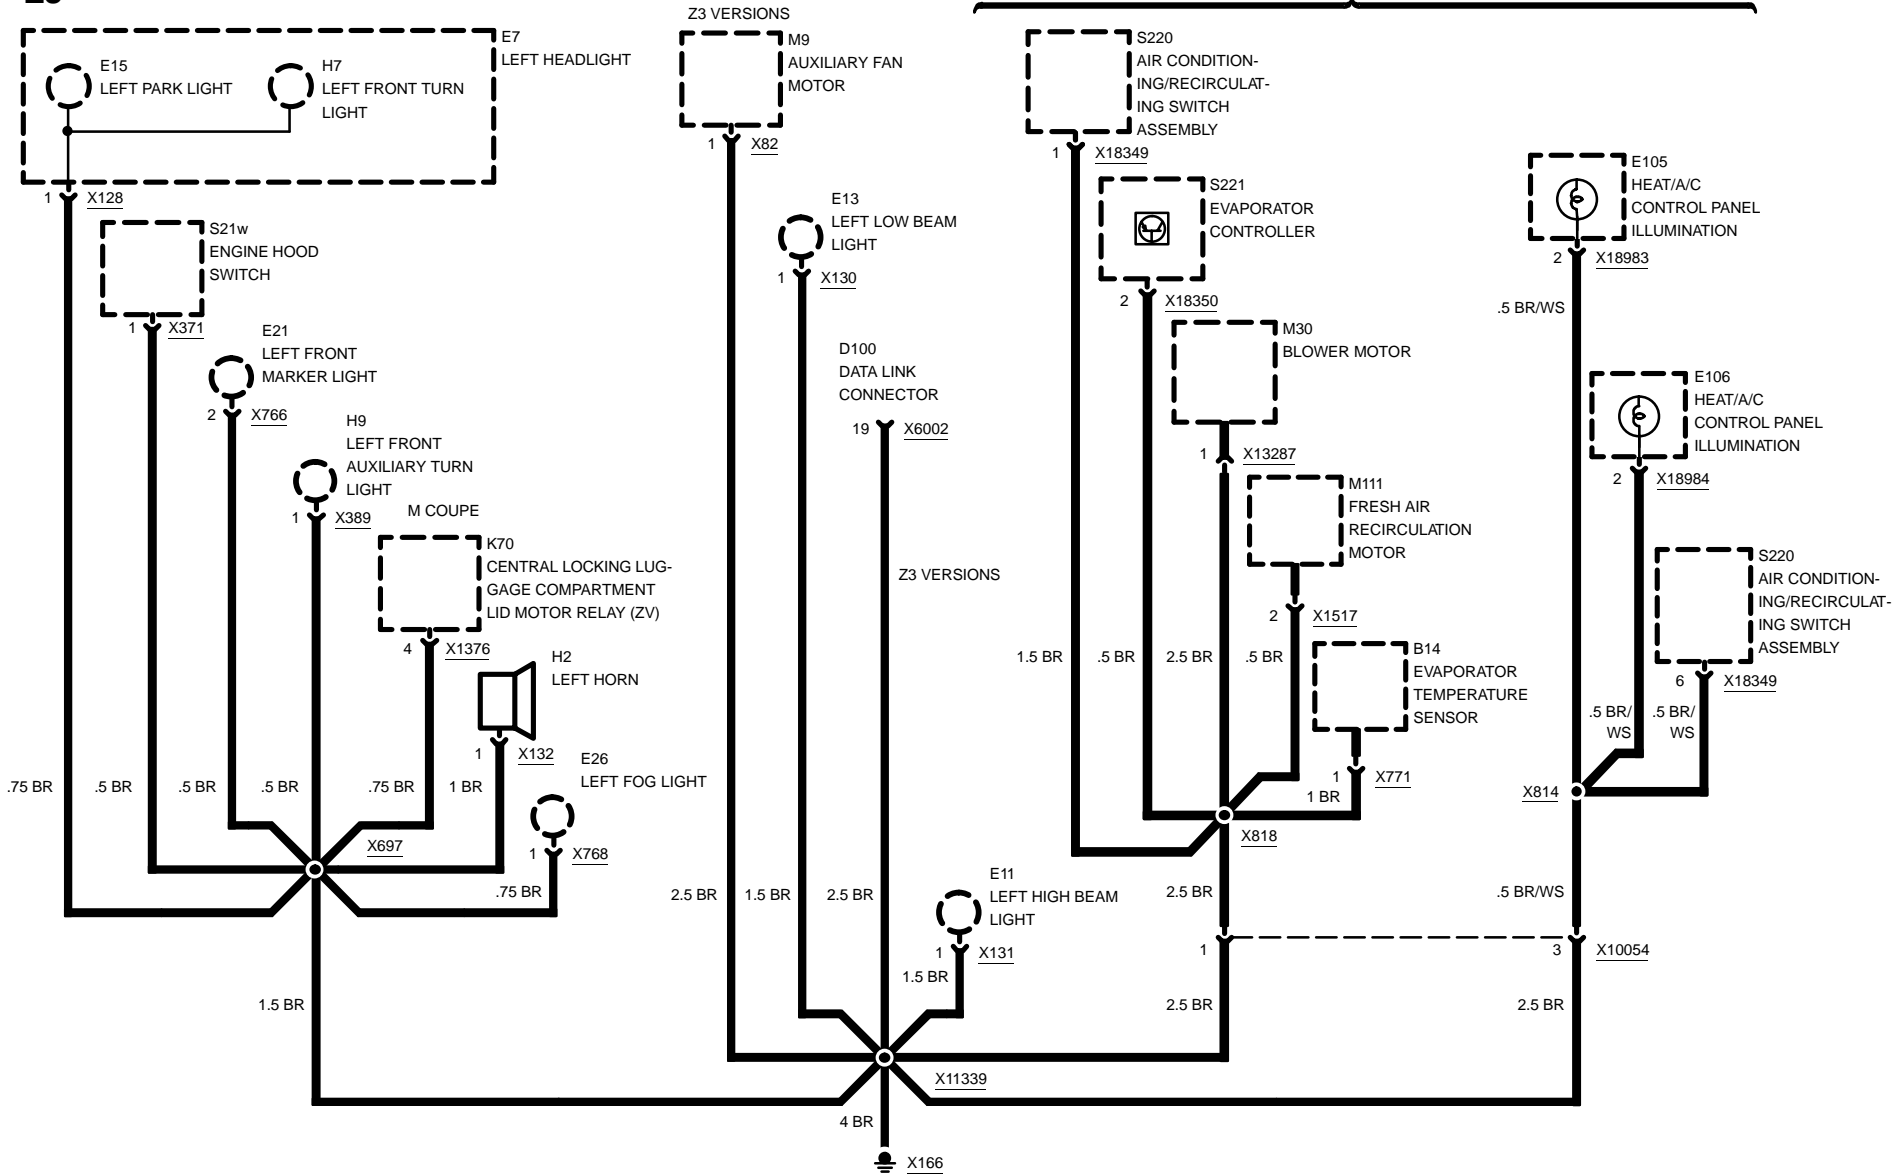 Z3 VERSIONS
E7
LEFT HEADLIGHT
E15
LEFT PARK LIGHT
H7
LEFT FRONT TURN
LIGHT
1
X128
S21w
ENGINE HOOD
SWITCH
1
X371
E21
LEFT FRONT
MARKER LIGHT
2
X766
H9
LEFT FRONT
AUXILIARY TURN
LIGHT
1
X389
M COUPE
K70
CENTRAL LOCKING LUG-
GAGE COMPARTMENT
LID MOTOR RELAY (ZV)
4
X1376
H2
LEFT HORN
1
X132
E26
LEFT FOG LIGHT
1
X768
.75 BR
.5 BR
.5 BR
.5 BR
.75 BR
1 BR
.75 BR
X697
1.5 BR
M9
AUXILIARY FAN
MOTOR
1
X82
E13
LEFT LOW BEAM
LIGHT
1
X130
D100
DATA LINK
CONNECTOR
19
X6002
Z3 VERSIONS
2.5 BR
1.5 BR
2.5 BR
E11
LEFT HIGH BEAM
LIGHT
1
X131
1.5 BR
X11339
4 BR
X166
S220
AIR CONDITION-
ING/RECIRCULAT-
ING SWITCH
ASSEMBLY
1
X18349
S221
EVAPORATOR
CONTROLLER
2
X18350
M30
BLOWER MOTOR
1
X13287
M111
FRESH AIR
RECIRCULATION
MOTOR
2
X1517
B14
EVAPORATOR
TEMPERATURE
SENSOR
1
X771
1 BR
1.5 BR
.5 BR
2.5 BR
.5 BR
X818
2.5 BR
1
2.5 BR
E105
HEAT/A/C
CONTROL PANEL
ILLUMINATION
2
X18983
.5 BR/WS
E106
HEAT/A/C
CONTROL PANEL
ILLUMINATION
2
X18984
S220
AIR CONDITION-
ING/RECIRCULAT-
ING SWITCH
ASSEMBLY
6
X18349
.5 BR/
WS
.5 BR/
WS
X814
.5 BR/WS
3
X10054
2.5 BR